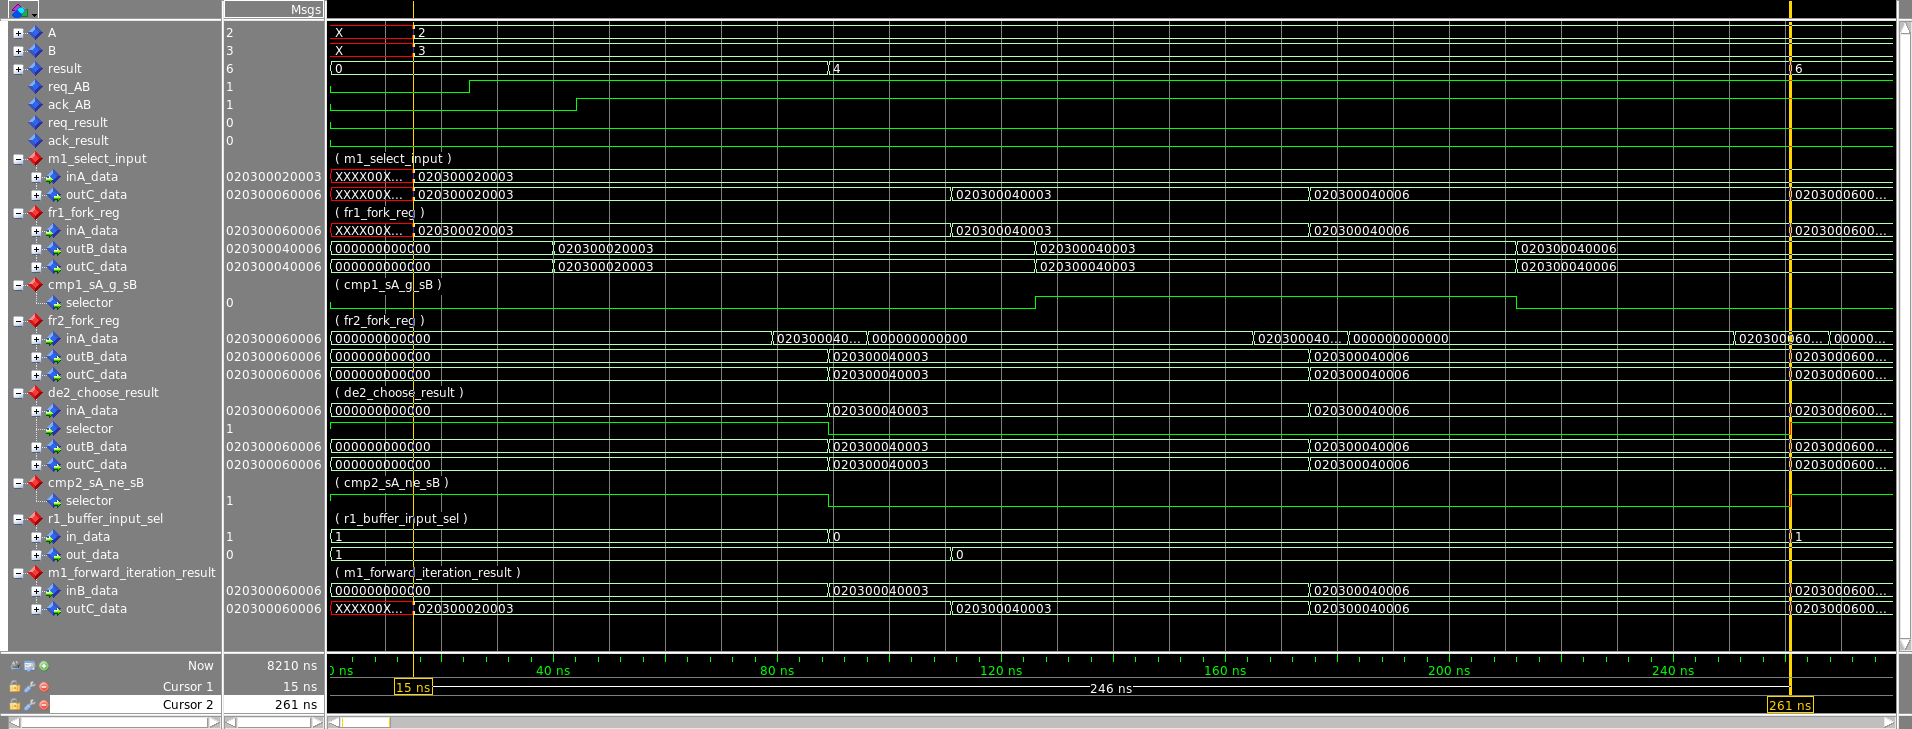 Msgs
A 2 X 2
B 3 X 3
result 6 0 4 6
req_AB 1
ack_AB 1
req_result 0
ack_result 0
m1_select_input ( m1_select_input )
inA_data 020300020003 XXXX00X... 020300020003
outC_data 020300060006 XXXX00X... 020300020003 020300040003 020300040006 0203000600...
fr1_fork_reg ( fr1_fork_reg )
inA_data 020300060006 XXXX00X... 020300020003 020300040003 020300040006 0203000600...
outB_data 020300040006 000000000000 020300020003 020300040003 020300040006
outC_data 020300040006 000000000000 020300020003 020300040003 020300040006
cmp1_sA_g_sB ( cmp1_sA_g_sB )
selector 0
fr2_fork_reg ( fr2_fork_reg )
inA_data 020300060006 000000000000 020300040... 000000000000 020300040... 000000000000 020300060... 00000...
outB_data 020300060006 000000000000 020300040003 020300040006 0203000600...
outC_data 020300060006 000000000000 020300040003 020300040006 0203000600...
de2_choose_result ( de2_choose_result )
inA_data 020300060006 000000000000 020300040003 020300040006 0203000600...
selector 1
outB_data 020300060006 000000000000 020300040003 020300040006 0203000600...
outC_data 020300060006 000000000000 020300040003 020300040006 0203000600...
cmp2_sA_ne_sB ( cmp2_sA_ne_sB )
selector 1
r1_buffer_input_sel ( r1_buffer_input_sel )
in_data 1 1 0 1
out_data 0 1 0
m1_forward_iteration_result ( m1_forward_iteration_result )
inB_data 020300060006 000000000000 020300040003 020300040006 0203000600...
outC_data 020300060006 XXXX00X... 020300020003 020300040003 020300040006 0203000600...
Now 8210 ns 0 ns 40 ns 80 ns 120 ns 160 ns 200 ns 240 ns
Cursor 1 15 ns 15 ns 246 ns
Cursor 2 261 ns 261 ns